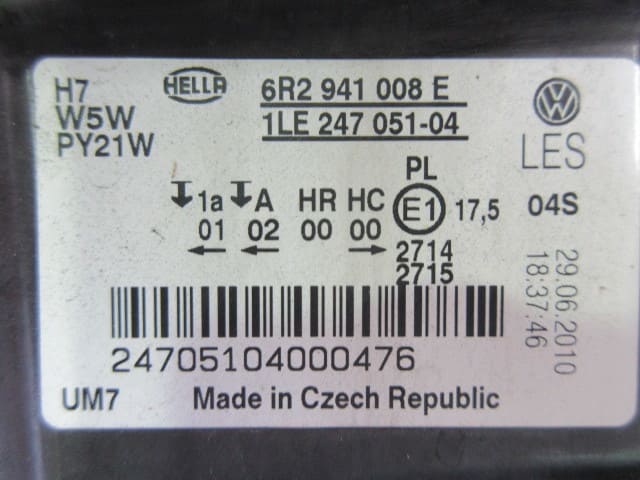 H7
W5W
PY21W
HELLA
6R2 941 008 E
1LE 247 051-04
VW
LES
PL
1a A HR HC E1 17,5 04S
01 02 00 00
2714
2715
29.06.2010
18:37:46
24705104000476
UM7 Made in Czech Republic